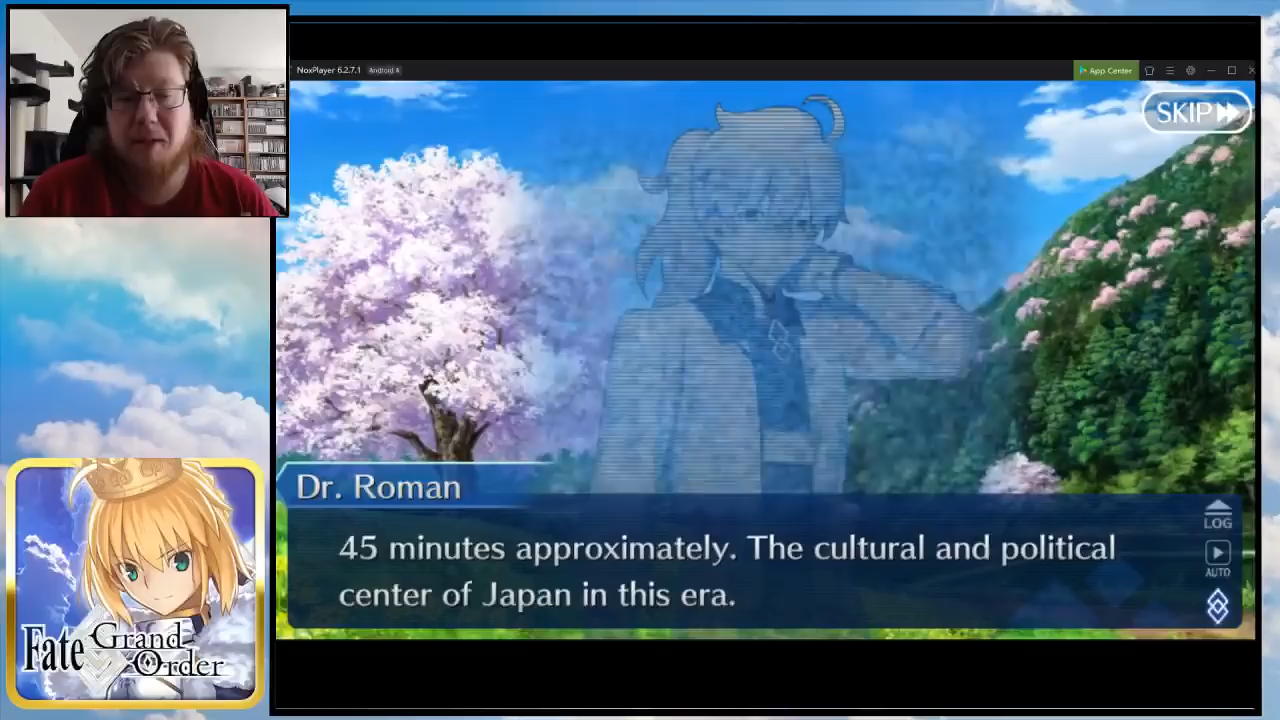 NoxPlayer 6.2.7.1 Android 4
App Center
SKIP
Dr. Roman
45 minutes approximately. The cultural and political
center of Japan in this era.
LOG
AUTO
Fate
Grand
Order